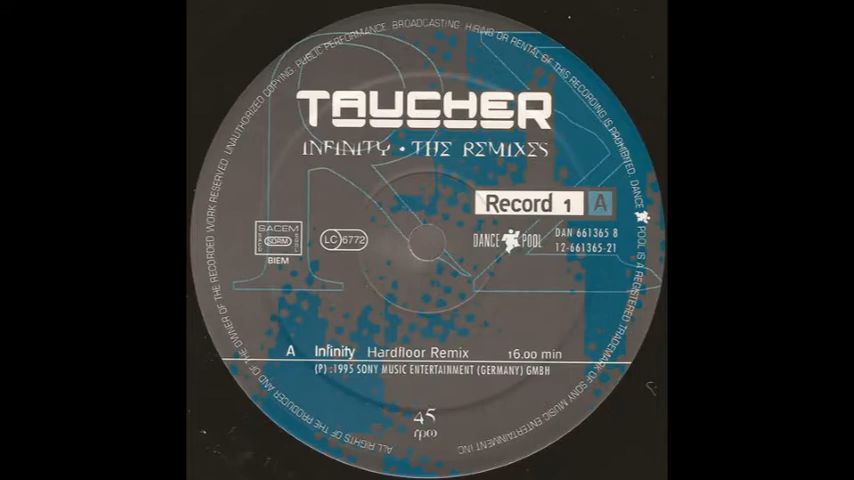 TAUCHER
INFINITY • THE REMIXES
Record 1 A
SACEM
SDRM
BIEM
LC 6772
DANCE POOL
DAN 661365 8
12-661365-21
A Infinity Hardfloor Remix 16.00 min
(P) :1995 SONY MUSIC ENTERTAINMENT (GERMANY) GMBH
45
rpm
ALL RIGHTS OF THE PRODUCER AND OF THE OWNER OF THE RECORDED WORK RESERVED. UNAUTHORIZED COPYING, PUBLIC PERFORMANCE, BROADCASTING, HIRING OR RENTAL OF THIS RECORDING IS PROHIBITED. DANCE POOL IS A REGISTERED TRADEMARK OF SONY MUSIC ENTERTAINMENT INC